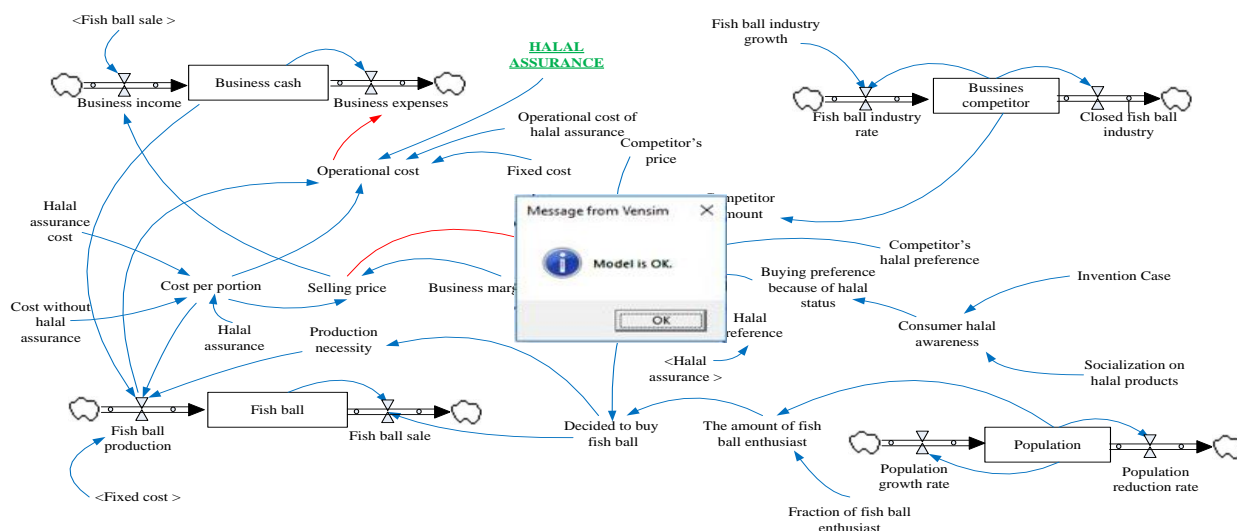 <Fish ball sale >
HALAL
ASSURANCE
Fish ball industry
growth
Business cash
Business income
Business expenses
Bussines
competitor
Fish ball industry
rate
Closed fish ball
industry
Operational cost of
halal assurance
Competitor's
price
Operational cost
Fixed cost
Halal
assurance
cost
Message from Vensim
Model is OK.
OK
Competitor's
halal preference
Cost per portion
Selling price
Business
Buying preference
because of halal
status
Invention Case
Cost without
halal
assurance
Halal
assurance
Production
necessity
Halal
Consumer halal
awareness
<Halal
assurance >
Socialization on
halal products
Fish ball
Fish ball
production
Fish ball sale
Decided to buy
fish ball
The amount of fish
ball enthusiast
Population
Population
growth rate
Population
reduction rate
<Fixed cost >
Fraction of fish ball
enthusiast